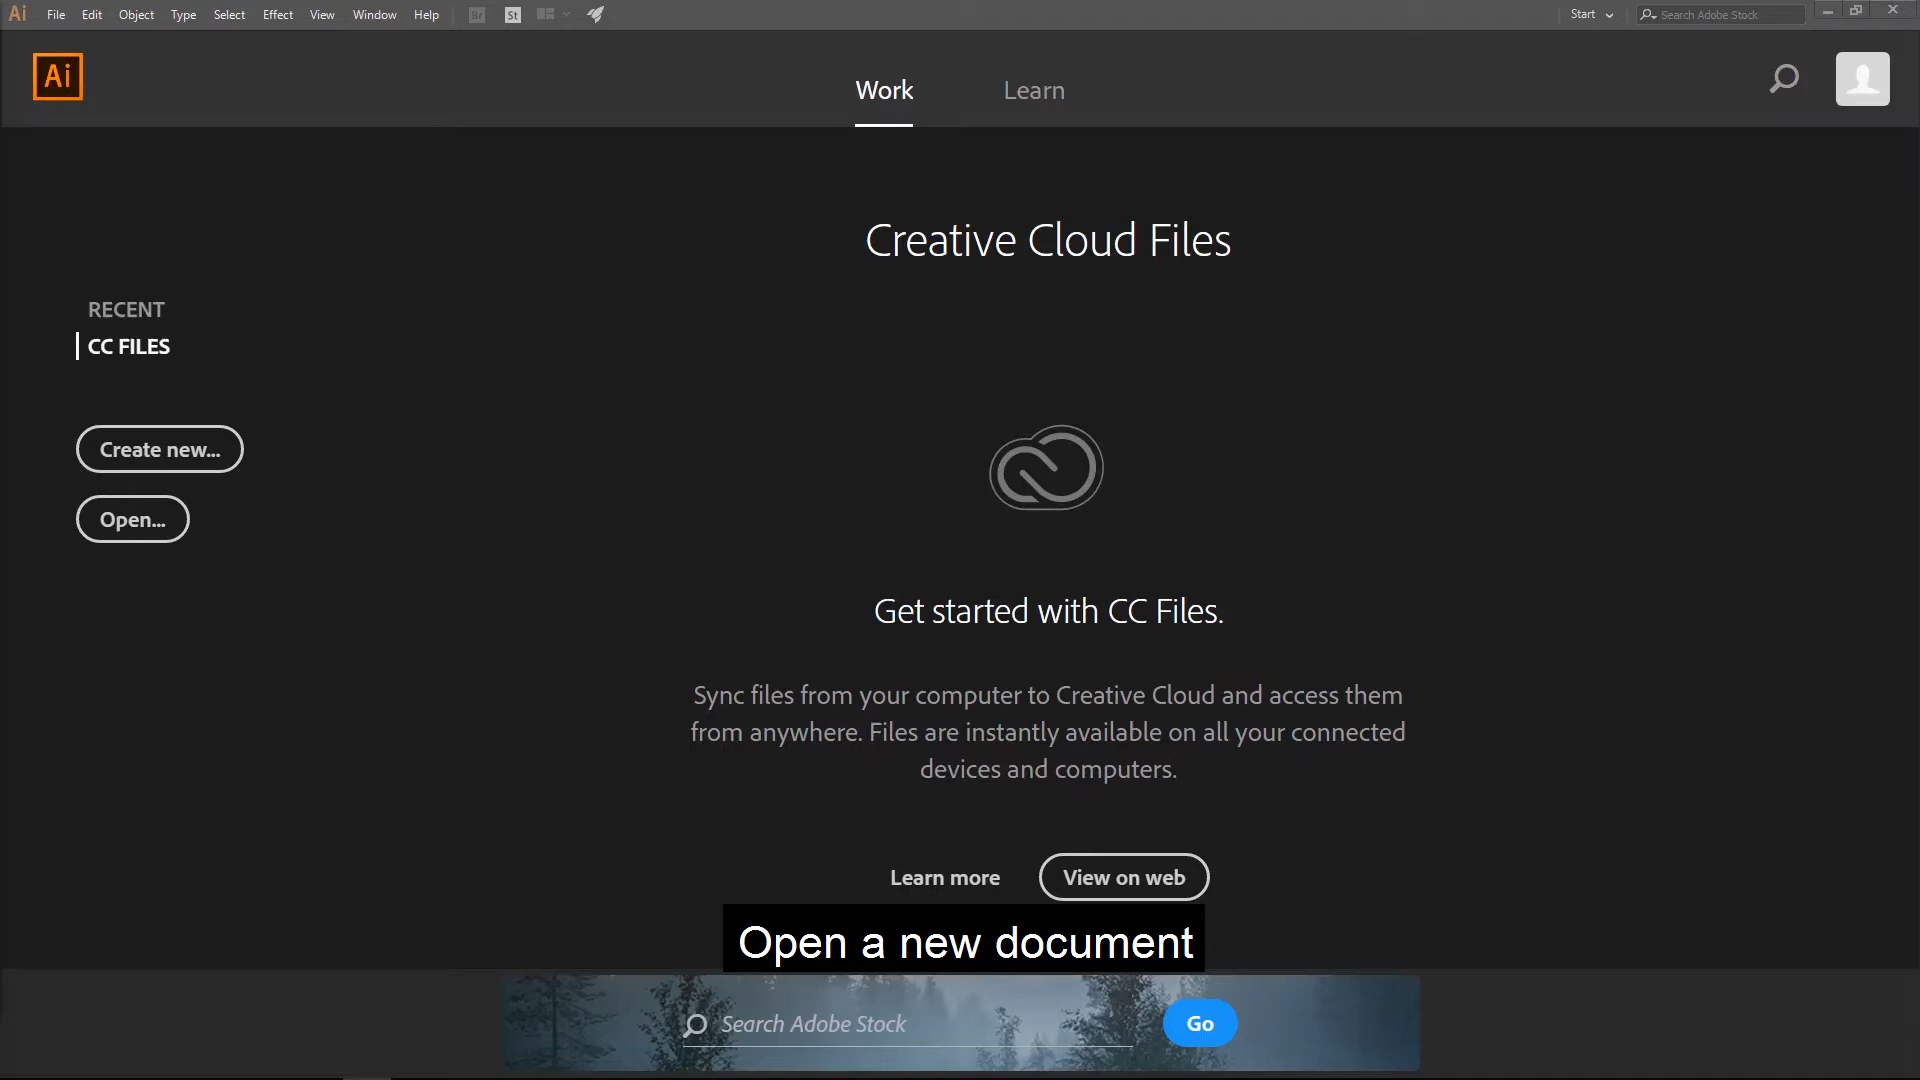 Ai File Edit Object Type Select Effect View Window Help Br St Start Search Adobe Stock
Ai
Work Learn
Creative Cloud Files
RECENT
CC FILES
Create new...
Open...
Get started with CC Files.
Sync files from your computer to Creative Cloud and access them
from anywhere. Files are instantly available on all your connected
devices and computers.
Learn more View on web
Open a new document
Search Adobe Stock Go